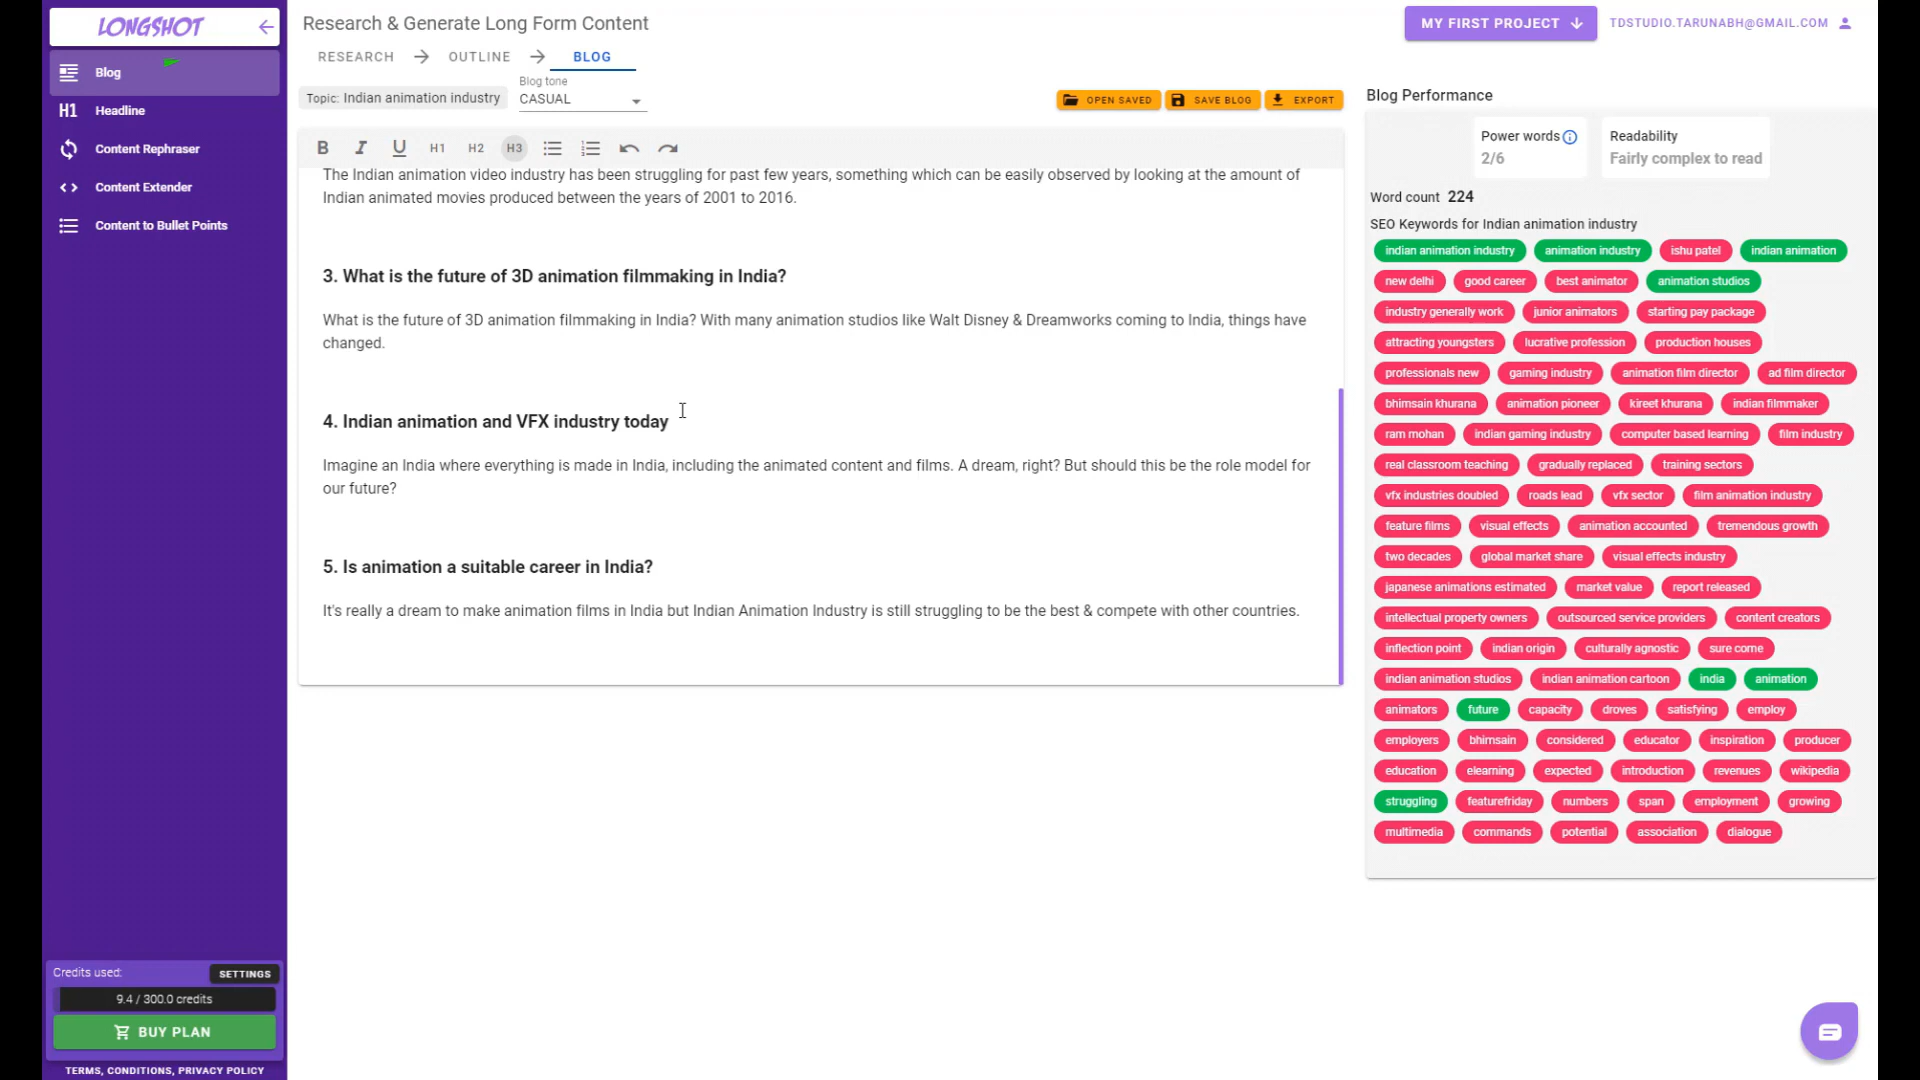 LONGSHOT
Blog
H1 Headline
Content Rephraser
Content Extender
Content to Bullet Points
Credits used:
SETTINGS
9.4 / 300.0 credits
BUY PLAN
TERMS, CONDITIONS, PRIVACY POLICY
Research & Generate Long Form Content
MY FIRST PROJECT
TDSTUDIO.TARUNABH@GMAIL.COM
RESEARCH OUTLINE BLOG
Topic: Indian animation industry
Blog tone
CASUAL
OPEN SAVED SAVE BLOG EXPORT
B I U H1 H2 H3
The Indian animation video industry has been struggling for past few years, something which can be easily observed by looking at the amount of
Indian animated movies produced between the years of 2001 to 2016.
3. What is the future of 3D animation filmmaking in India?
What is the future of 3D animation filmmaking in India? With many animation studios like Walt Disney & Dreamworks coming to India, things have
changed.
4. Indian animation and VFX industry today
Imagine an India where everything is made in India, including the animated content and films. A dream, right? But should this be the role model for
our future?
5. Is animation a suitable career in India?
It's really a dream to make animation films in India but Indian Animation Industry is still struggling to be the best & compete with other countries.
Blog Performance
Power words
2/6
Readability
Fairly complex to read
Word count 224
SEO Keywords for Indian animation industry
indian animation industry animation industry ishu patel indian animation
new delhi good career best animator animation studios
industry generally work junior animators starting pay package
attracting youngsters lucrative profession production houses
professionals new gaming industry animation film director ad film director
bhimsain khurana animation pioneer kireet khurana indian filmmaker
ram mohan indian gaming industry computer based learning film industry
real classroom teaching gradually replaced training sectors
vfx industries doubled roads lead vfx sector film animation industry
feature films visual effects animation accounted tremendous growth
two decades global market share visual effects industry
japanese animations estimated market value report released
intellectual property owners outsourced service providers content creators
inflection point indian origin culturally agnostic sure come
indian animation studios indian animation cartoon india animation
animators future capacity droves satisfying employ
employers bhimsain considered educator inspiration producer
education elearning expected introduction revenues wikipedia
struggling featurefriday numbers span employment growing
multimedia commands potential association dialogue